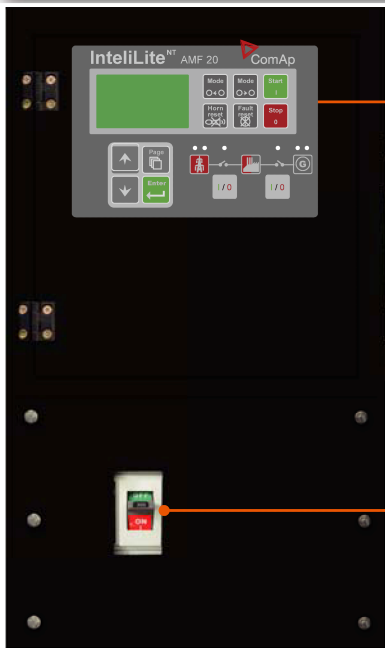 InteliLite NT AMF 20 ComAp
Mode Mode Start
I
Horn reset Fault reset Stop
0
Page
Enter
G
I / 0 I / 0
OFF
ON